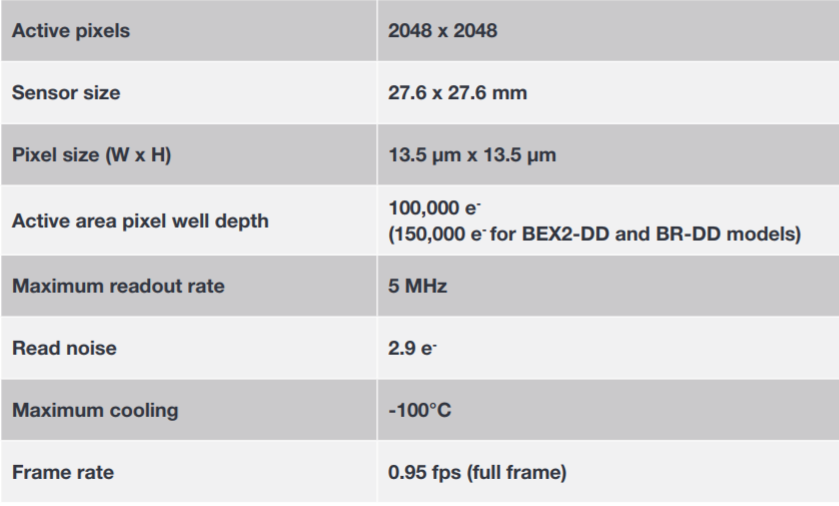 Active pixels 2048 x 2048
Sensor size 27.6 x 27.6 mm
Pixel size (W x H) 13.5 µm x 13.5 µm
Active area pixel well depth 100,000 e⁻
(150,000 e⁻ for BEX2-DD and BR-DD models)
Maximum readout rate 5 MHz
Read noise 2.9 e⁻
Maximum cooling -100°C
Frame rate 0.95 fps (full frame)